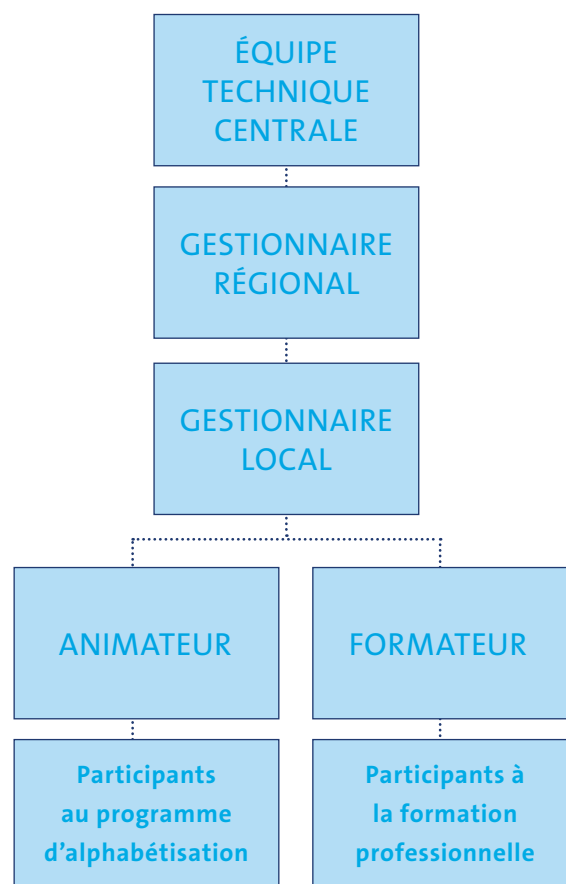 ÉQUIPE
TECHNIQUE
CENTRALE
GESTIONNAIRE
RÉGIONAL
GESTIONNAIRE
LOCAL
ANIMATEUR
FORMATEUR
Participants
au programme
d'alphabétisation
Participants à
la formation
professionnelle